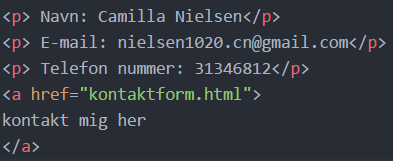 <p> Navn: Camilla Nielsen</p>
<p> E-mail: nielsen1020.cn@gmail.com</p>
<p> Telefon nummer: 31346812</p>
<a href="kontaktform.html">
kontakt mig her
</a>